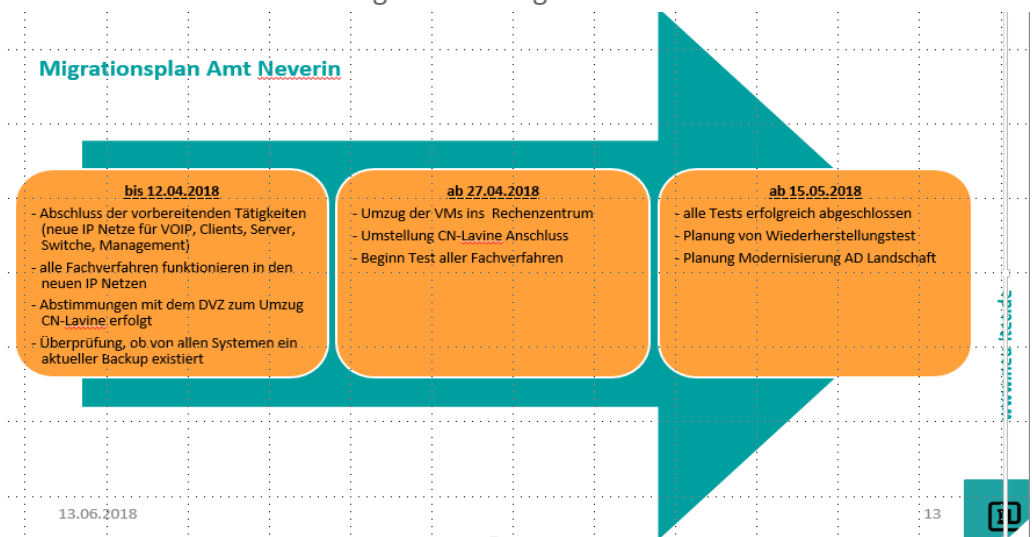 Migrationsplan Amt Neverin
bis 12.04.2018
- Abschluss der vorbereitenden Tätigkeiten
(neue IP Netze für VOIP, Clients, Server,
Switche, Management)
- alle Fachverfahren funktionieren in den
neuen IP Netzen
- Abstimmungen mit dem DVZ zum Umzug
CN-Lavine erfolgt
- Überprüfung, ob von allen Systemen ein
aktueller Backup existiert
ab 27.04.2018
- Umzug der VMs ins Rechenzentrum
- Umstellung CN-Lavine Anschluss
- Beginn Test aller Fachverfahren
ab 15.05.2018
- alle Tests erfolgreich abgeschlossen
- Planung von Wiederherstellungstest
- Planung Modernisierung AD Landschaft
13.06.2018
13